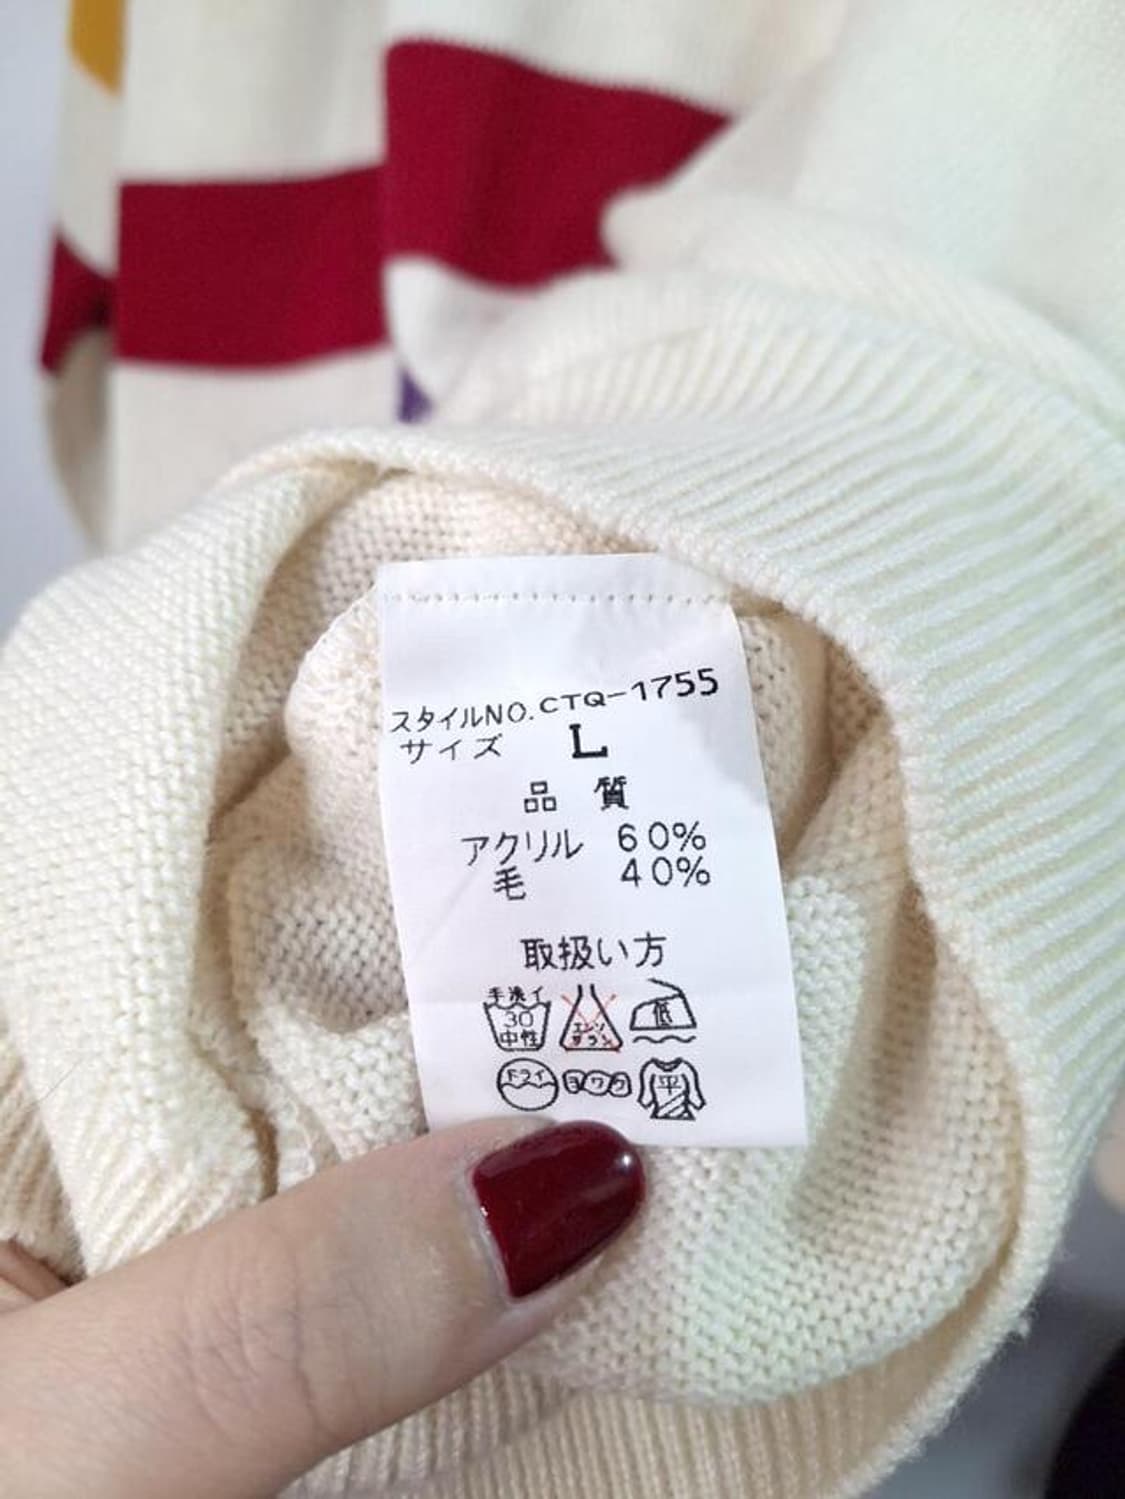 スタイルNO.CTQ-1755
サイズ L
品質
アクリル 60%
毛 40%
取扱い方
手洗イ
30
中性
エンソ
サラシ
低
ドライ
ヨワク
平